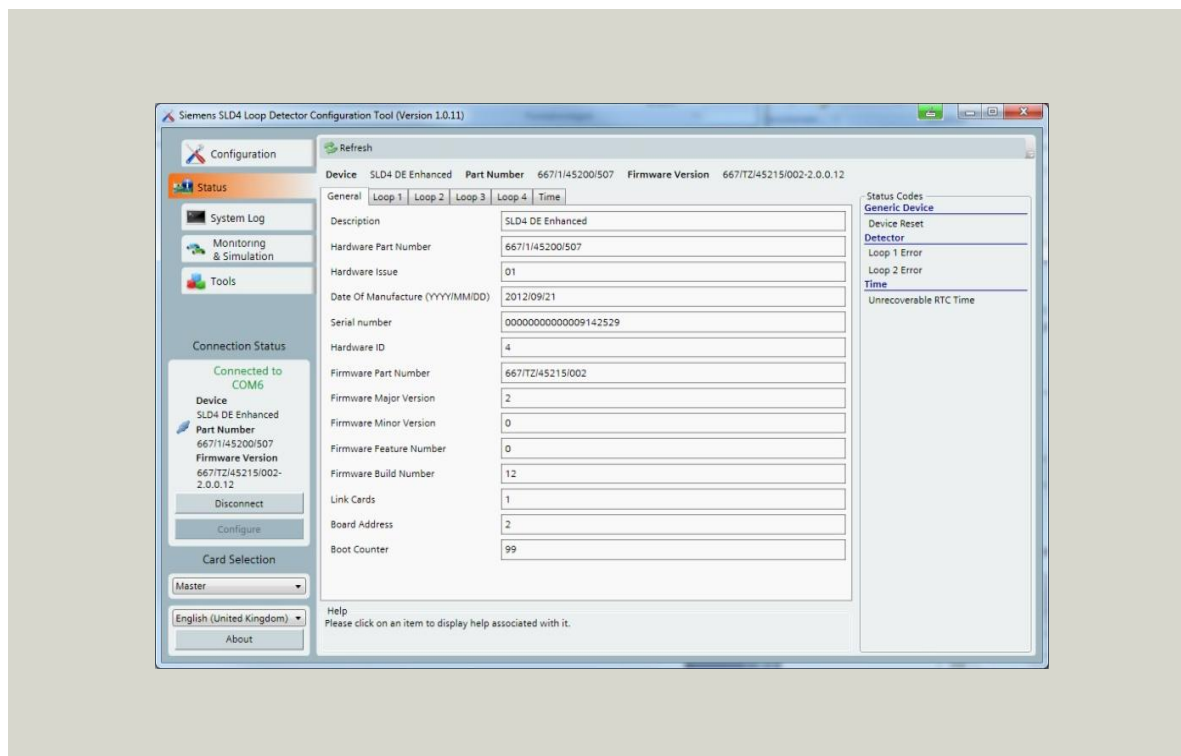 Siemens SLD4 Loop Detector Configuration Tool (Version 1.0.11)
Configuration
Status
System Log
Monitoring
& Simulation
Tools
Connection Status
Connected to
COM6
Device
SLD4 DE Enhanced
Part Number
667/1/45200/507
Firmware Version
667/TZ/45215/002-
2.0.0.12
Disconnect
Configure
Card Selection
Master
English (United Kingdom)
About
Refresh
Device SLD4 DE Enhanced Part Number 667/1/45200/507 Firmware Version 667/TZ/45215/002-2.0.0.12
General Loop 1 Loop 2 Loop 3 Loop 4 Time
Description SLD4 DE Enhanced
Hardware Part Number 667/1/45200/507
Hardware Issue 01
Date Of Manufacture (YYYY/MM/DD) 2012/09/21
Serial number 00000000000009142529
Hardware ID 4
Firmware Part Number 667/TZ/45215/002
Firmware Major Version 2
Firmware Minor Version 0
Firmware Feature Number 0
Firmware Build Number 12
Link Cards 1
Board Address 2
Boot Counter 99
Help
Please click on an item to display help associated with it.
Status Codes
Generic Device
Device Reset
Detector
Loop 1 Error
Loop 2 Error
Time
Unrecoverable RTC Time